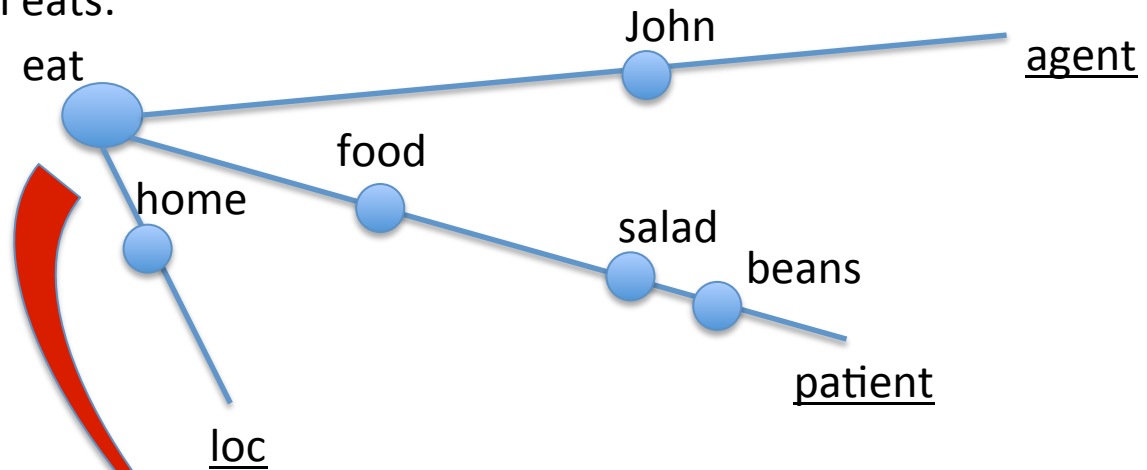 eats.
John
agent
eat
food
home
salad
beans
patient
loc